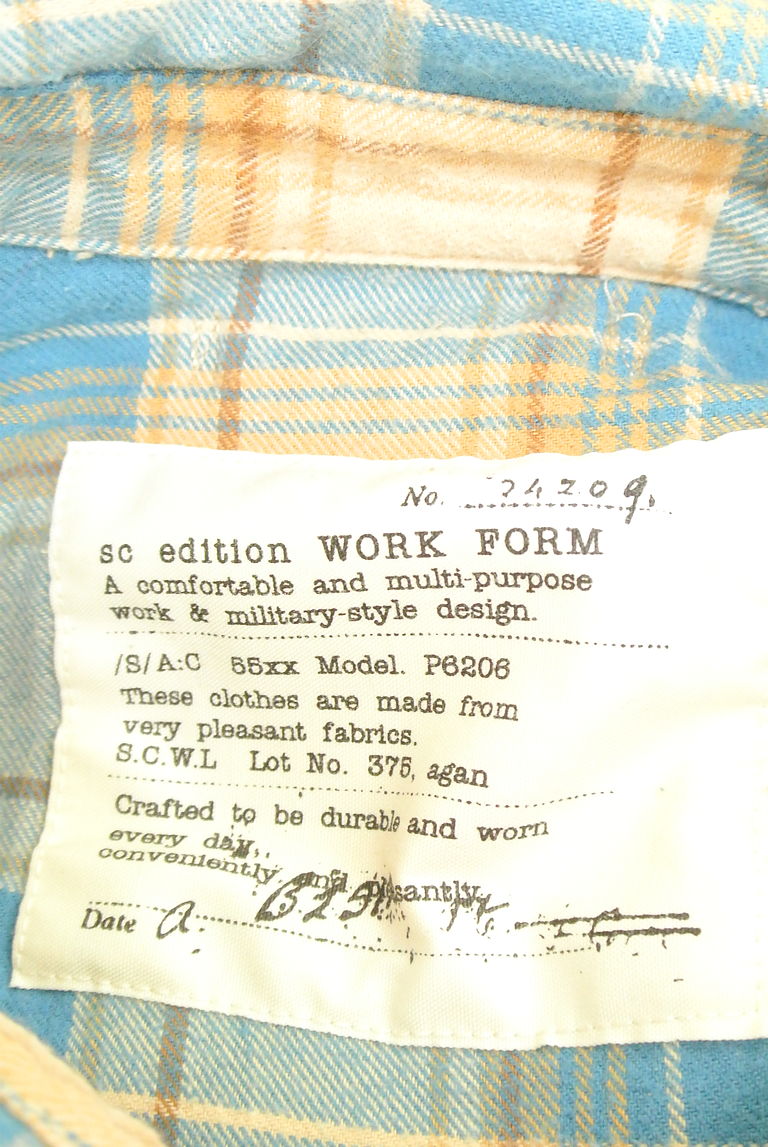 No. 24209.
sc edition WORK FORM
A comfortable and multi-purpose
work & military-style design.
/S/A:C 55xx Model. P6206
These clothes are made from
very pleasant fabrics.
S.C.W.L Lot No. 375, agan
Crafted to be durable and worn
every day,
conveniently and
Date a.